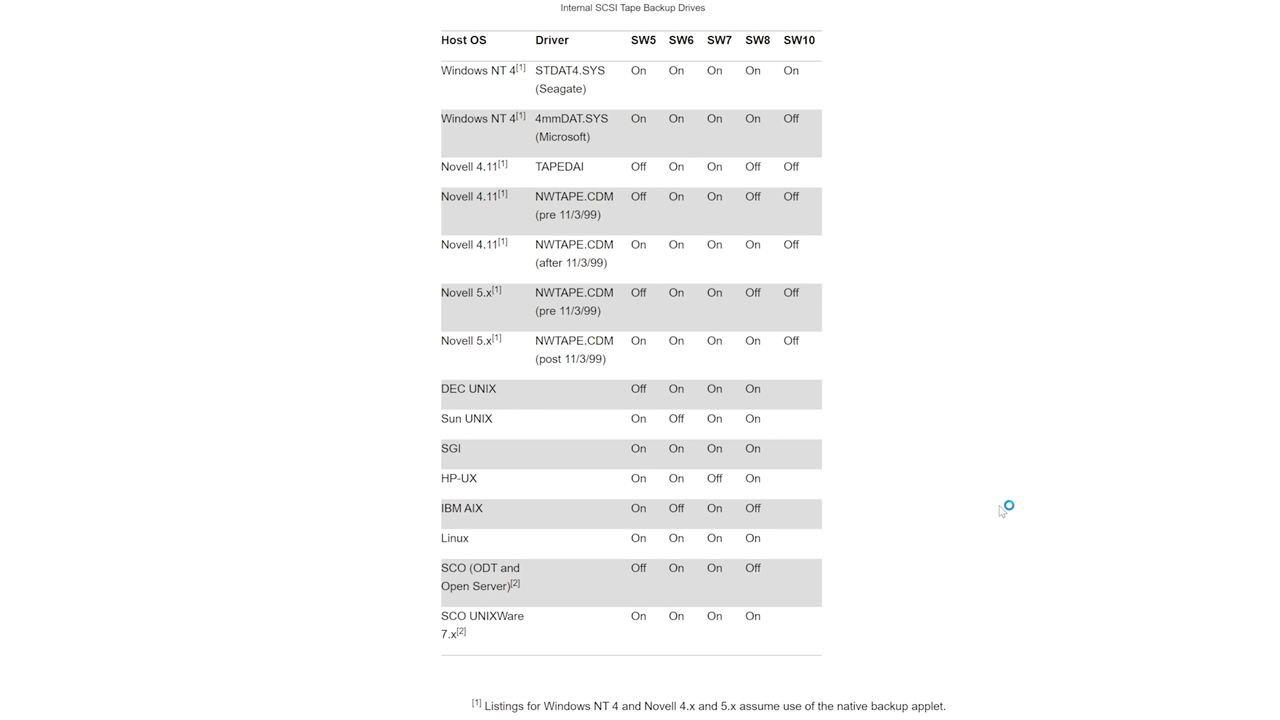 Internal SCSI Tape Backup Drives
Host OS Driver SW5 SW6 SW7 SW8 SW10
Windows NT 4[1] STDAT4.SYS On On On On On
(Seagate)
Windows NT 4[1] 4mmDAT.SYS On On On On Off
(Microsoft)
Novell 4.11[1] TAPEDAI Off On On Off Off
Novell 4.11[1] NWTAPE.CDM Off On On Off Off
(pre 11/3/99)
Novell 4.11[1] NWTAPE.CDM On On On On Off
(after 11/3/99)
Novell 5.x[1] NWTAPE.CDM Off On On Off Off
(pre 11/3/99)
Novell 5.x[1] NWTAPE.CDM On On On On Off
(post 11/3/99)
DEC UNIX Off On On On
Sun UNIX On Off On On
SGI On On On On
HP-UX On On Off On
IBM AIX On Off On Off
Linux On On On On
SCO (ODT and Off On On Off
Open Server)[2]
SCO UNIXWare On On On On
7.x[2]
[1] Listings for Windows NT 4 and Novell 4.x and 5.x assume use of the native backup applet.